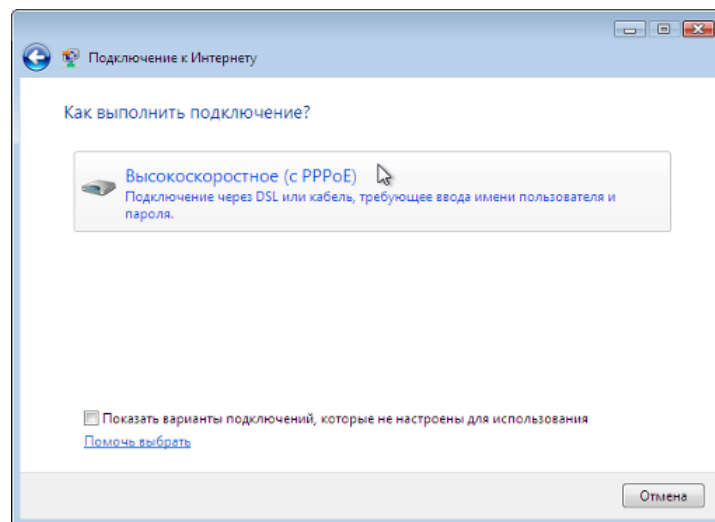 Подключение к Интернету
Как выполнить подключение?
Высокоскоростное (с PPPoE)
Подключение через DSL или кабель, требующее ввода имени пользователя и
пароля.
Показать варианты подключений, которые не настроены для использования
Помочь выбрать
Отмена